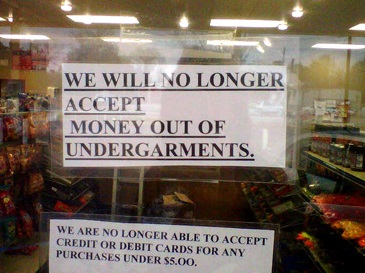 WE WILL NO LONGER
ACCEPT
MONEY OUT OF
UNDERGARMENTS.
WE ARE NO LONGER ABLE TO ACCEPT
CREDIT OR DEBIT CARDS FOR ANY
PURCHASES UNDER $5.OO.